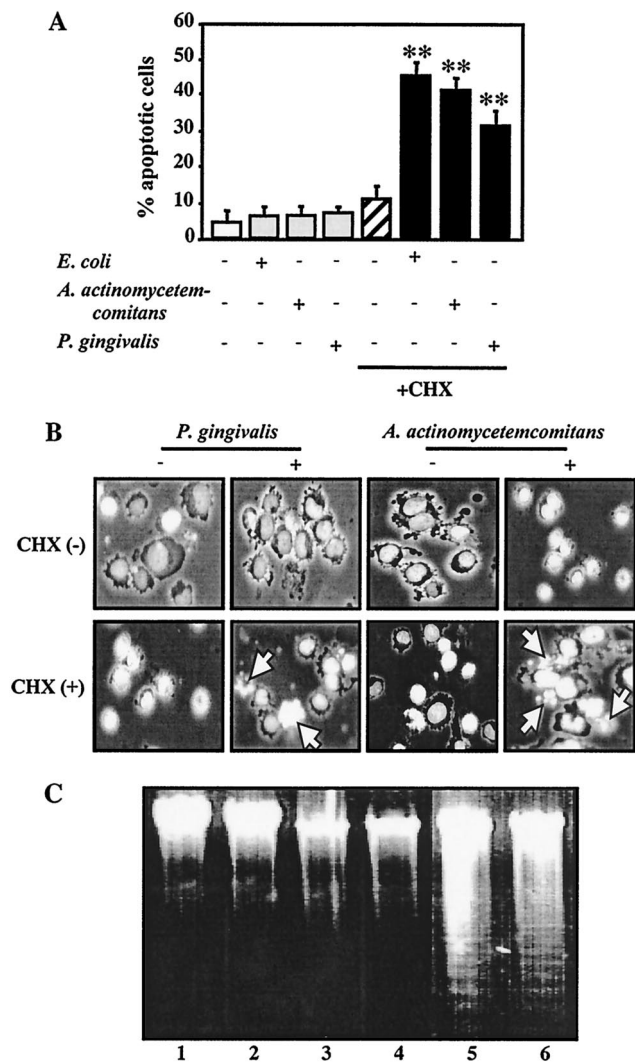 A
60
50
40
30
20
10
0
% apoptotic cells
** ** **
E. coli - + - - - + - -
A. actinomycetem-
comitans - - + - - - + -
P. gingivalis - - - + - - - +
+CHX
B
P. gingivalis A. actinomycetemcomitans
- + - +
CHX (-)
CHX (+)
C
1 2 3 4 5 6